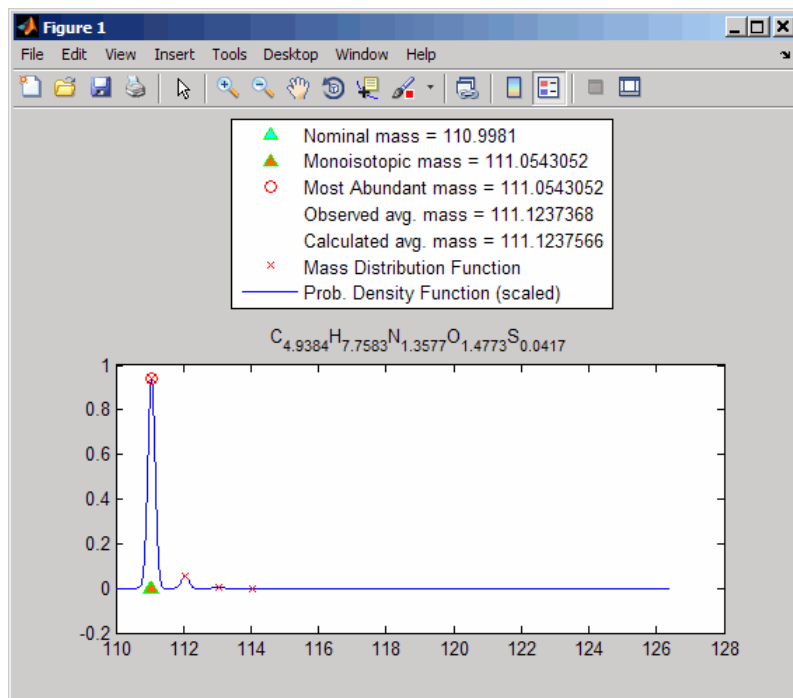 Figure 1
File Edit View Insert Tools Desktop Window Help
Nominal mass = 110.9981
Monoisotopic mass = 111.0543052
Most Abundant mass = 111.0543052
Observed avg. mass = 111.1237368
Calculated avg. mass = 111.1237566
Mass Distribution Function
Prob. Density Function (scaled)
C4.9384H7.7583N1.3577O1.4773S0.0417
1
0.8
0.6
0.4
0.2
0
-0.2
110 112 114 116 118 120 122 124 126 128